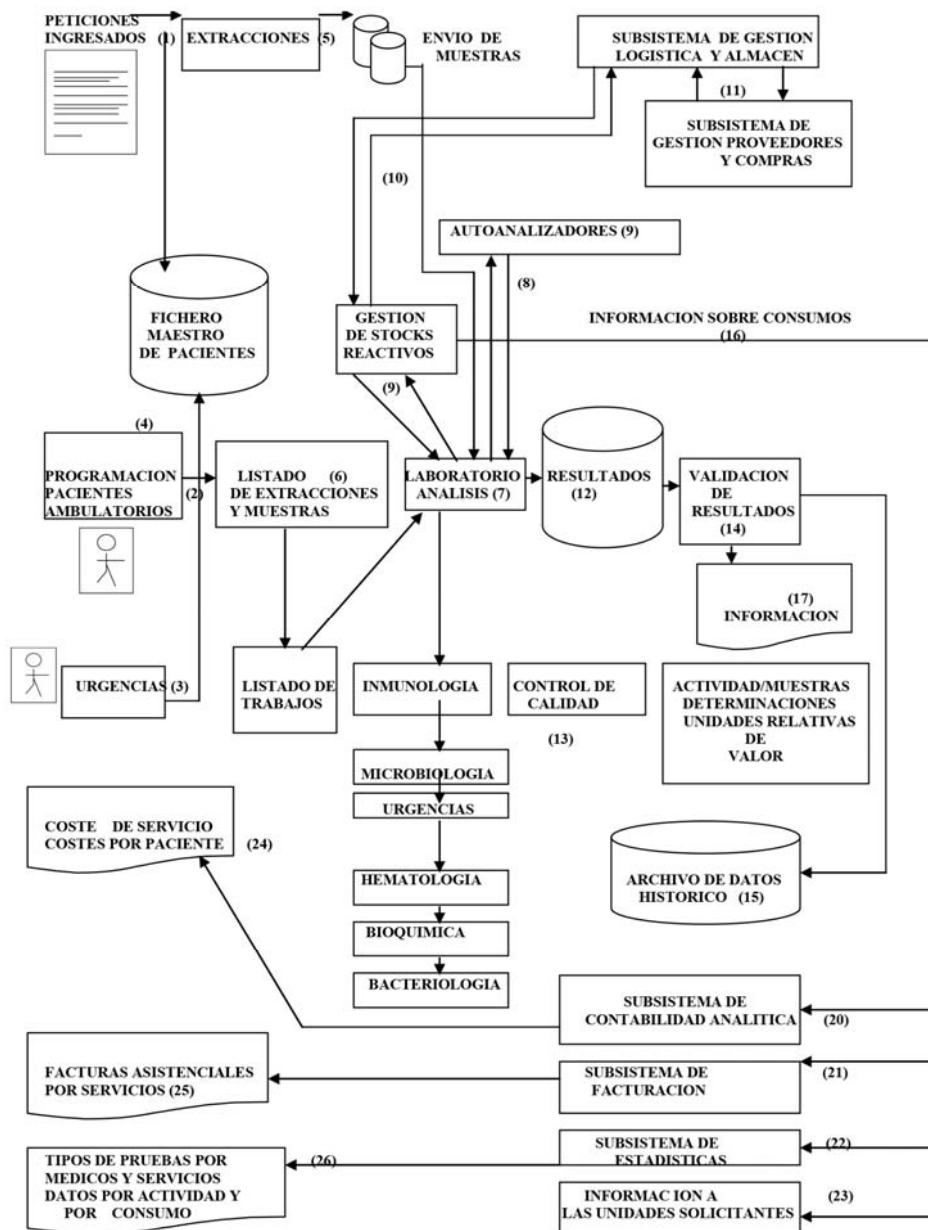 PETICIONES
INGRESADOS (1)
EXTRACCIONES (5)
ENVIO DE
MUESTRAS
SUBSISTEMA DE GESTION
LOGISTICA Y ALMACEN
(11)
SUBSISTEMA DE
GESTION PROVEEDORES
Y COMPRAS
(10)
AUTOANALIZADORES (9)
(8)
FICHERO
MAESTRO
DE PACIENTES
GESTION
DE STOCKS
REACTIVOS
(9)
INFORMACION SOBRE CONSUMOS
(16)
(4)
PROGRAMACION
PACIENTES (2)
AMBULATORIOS
LISTADO (6)
DE EXTRACCIONES
Y MUESTRAS
LABORATORIO
ANALISIS (7)
RESULTADOS
(12)
VALIDACION
DE
RESULTADOS
(14)
(17)
INFORMACION
URGENCIAS (3)
LISTADO DE
TRABAJOS
INMUNOLOGIA
CONTROL DE
CALIDAD
(13)
ACTIVIDAD/MUESTRAS
DETERMINACIONES
UNIDADES RELATIVAS
DE
VALOR
MICROBIOLOGIA
URGENCIAS
COSTE DE SERVICIO
COSTES POR PACIENTE (24)
HEMATOLOGIA
ARCHIVO DE DATOS
HISTORICO (15)
BIOQUIMICA
BACTERIOLOGIA
SUBSISTEMA DE
CONTABILIDAD ANALITICA (20)
FACTURAS ASISTENCIALES
POR SERVICIOS (25)
SUBSISTEMA DE
FACTURACION
(21)
TIPOS DE PRUEBAS POR
MEDICOS Y SERVICIOS
DATOS POR ACTIVIDAD Y
POR CONSUMO
(26)
SUBSISTEMA DE
ESTADISTICAS
(22)
INFORMAC ION A
LAS UNIDADES SOLICITANTES
(23)